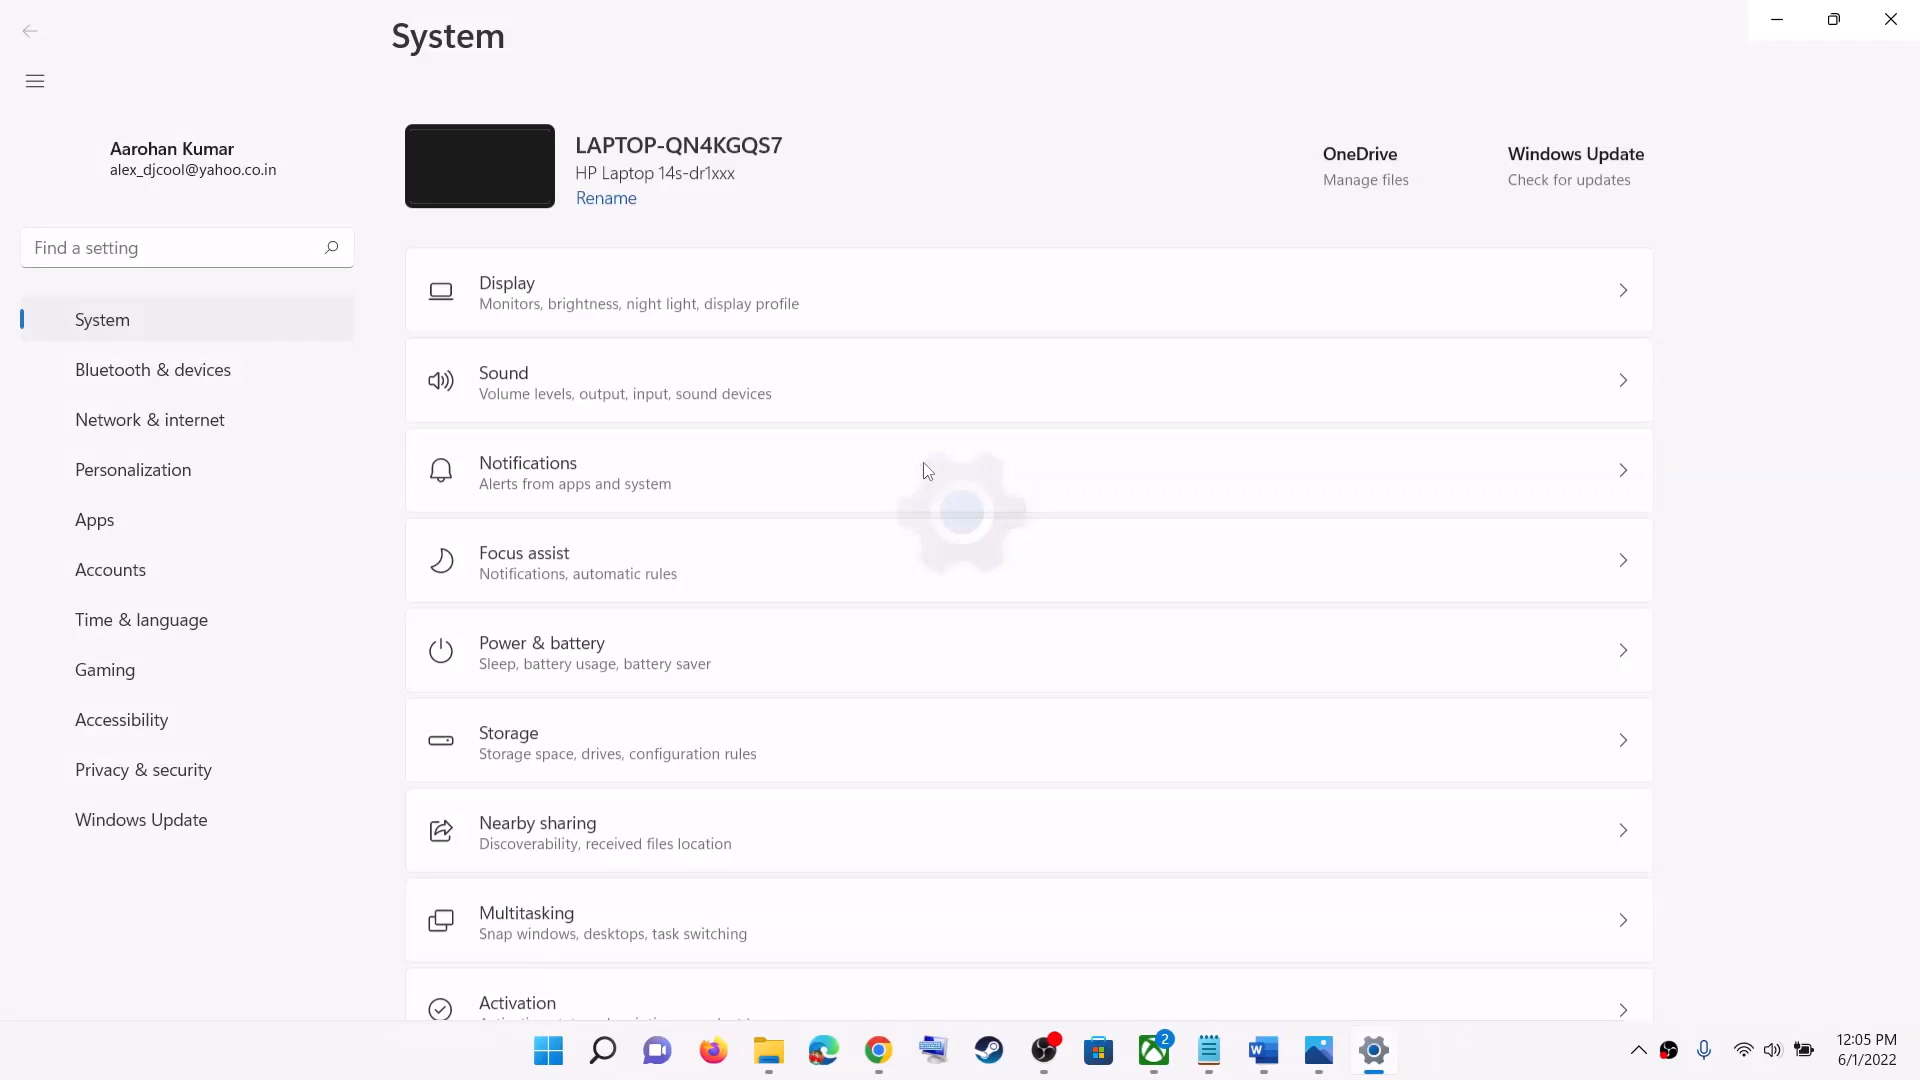 System
Aarohan Kumar
alex_djcool@yahoo.co.in
LAPTOP-QN4KGQS7
HP Laptop 14s-dr1xxx
Rename
OneDrive
Manage files
Windows Update
Check for updates
Find a setting
System
Bluetooth & devices
Network & internet
Personalization
Apps
Accounts
Time & language
Gaming
Accessibility
Privacy & security
Windows Update
Display
Monitors, brightness, night light, display profile
Sound
Volume levels, output, input, sound devices
Notifications
Alerts from apps and system
Focus assist
Notifications, automatic rules
Power & battery
Sleep, battery usage, battery saver
Storage
Storage space, drives, configuration rules
Nearby sharing
Discoverability, received files location
Multitasking
Snap windows, desktops, task switching
Activation
2
12:05 PM
6/1/2022